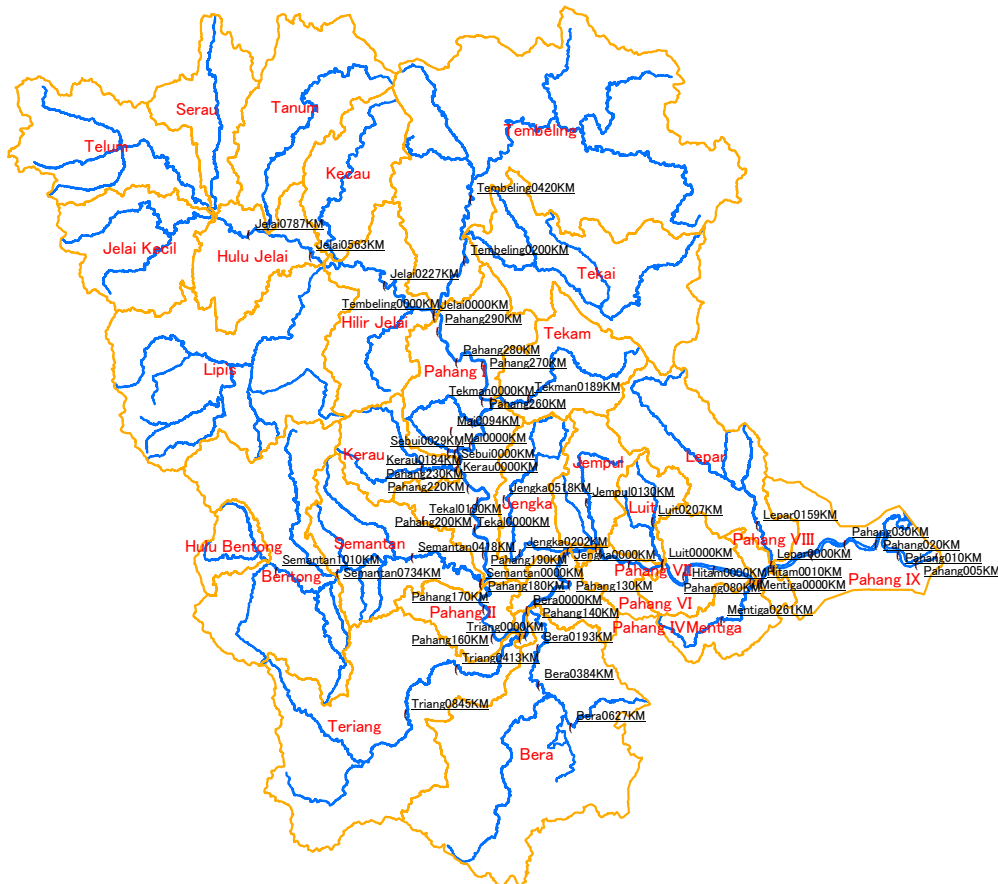 Serau
Tanum
Telum
Tembeling
Kecau
Tembeling0420KM
Jelai0787KM
Jelai Kecil
Hulu Jelai
Jelai0563KM
Tembeling0200KM
Jelai0227KM
Tekai
Tembeling0000KM
Jelai0000KM
Hilir Jelai
Pahang290KM
Tekam
Pahang280KM
Pahang270KM
Lipis
Pahang I
Tekman0000KM
Tekman0189KM
Pahang260KM
Mai0094KM
Sebui0029KM
Mai0000KM
Kerau
Kerau0184KM
Sebui0000KM
Kerau0000KM
Pahang230KM
Pahang220KM
Jempul
Lepar
Jengka0518KM
Jempul0130KM
Jengka
Tekal0130KM
Luit
Luit0207KM
Pahang200KM
Tekal0000KM
Lepar0159KM
Pahang030KM
Hulu Bentong
Semantan
Semantan0418KM
Jengka0202KM
Pahang VIII
Pahang020KM
Semantan1010KM
Pahang190KM
Jengka0000KM
Luit0000KM
Lepar0000KM
Pahang010KM
Bentong
Semantan0734KM
Semantan0000KM
Pahang VII
Hitam0000KM
Hitam0010KM
Pahang005KM
Pahang IX
Pahang180KM
Pahang130KM
Pahang080KM
Mentiga0000KM
Pahang170KM
Pahang II
Bera0000KM
Pahang VI
Pahang140KM
Mentiga0261KM
Triang0000KM
Pahang IV
Mentiga
Pahang160KM
Bera0193KM
Triang0413KM
Bera0384KM
Triang0845KM
Teriang
Bera0627KM
Bera